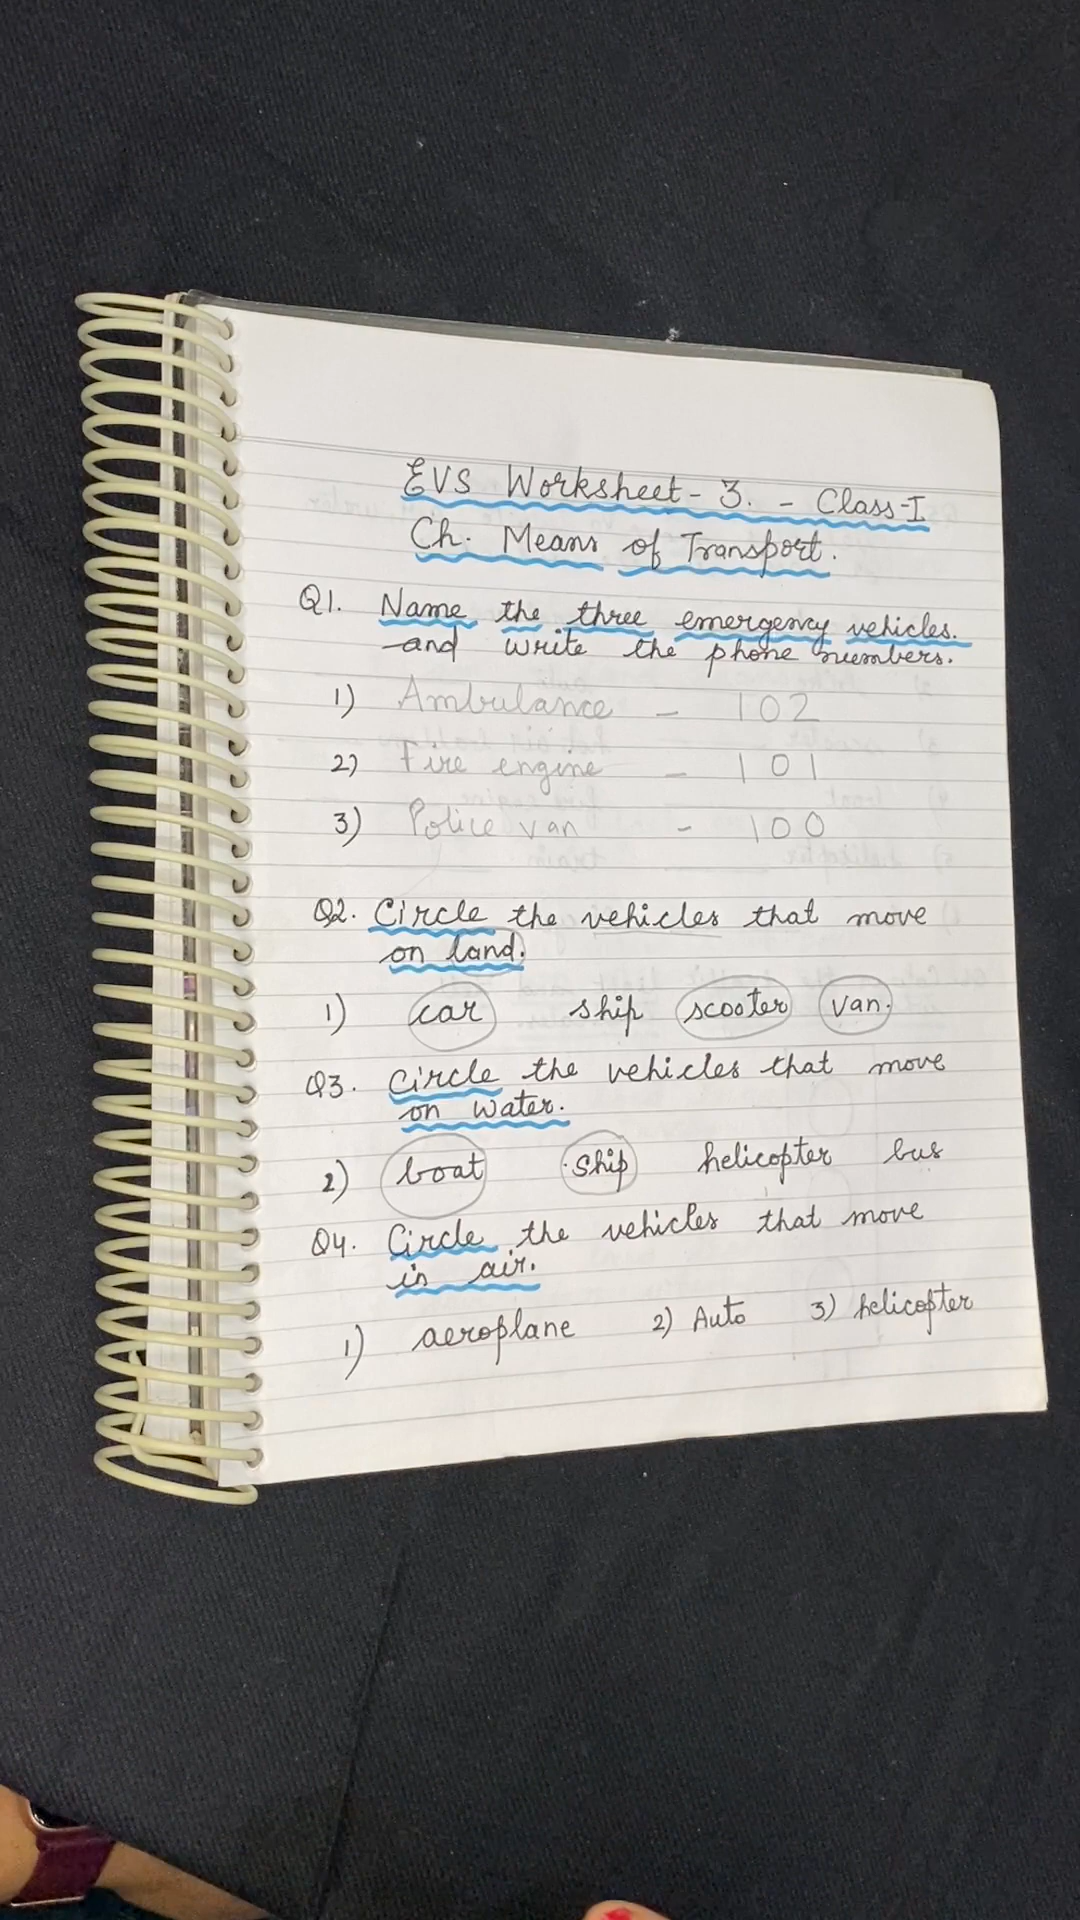 EVS Worksheet - 3. - Class-I
Ch. Means of Transport.
Q1. Name the three emergency vehicles.
and write the phone numbers.
1) Ambulance - 102
2) Fire engine - 101
3) Police van - 100
Q2. Circle the vehicles that move
on land.
1) car ship scooter van.
Q3. Circle the vehicles that move
on water.
2) boat ship helicopter bus
Q4. Circle the vehicles that move
in air.
1) aeroplane 2) Auto 3) helicopter